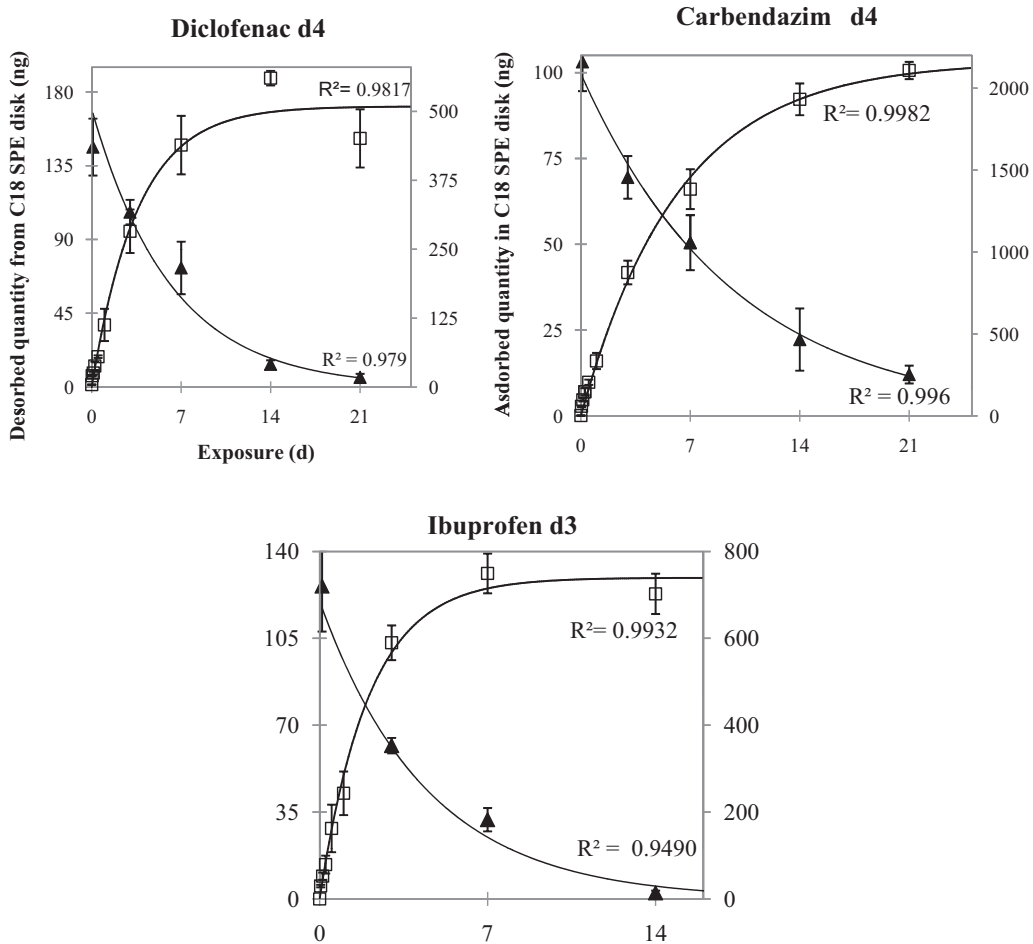 Diclofenac d4
Desorbed quantity from C18 SPE disk (ng)
180
135
90
45
0
500
375
250
125
0
R²= 0.9817
R² = 0.979
0 7 14 21
Exposure (d)
Carbendazim d4
Asdorbed quantity in C18 SPE disk (ng)
100
75
50
25
0
2000
1500
1000
500
0
R²= 0.9982
R² = 0.996
0 7 14 21
Ibuprofen d3
140
105
70
35
0
800
600
400
200
0
R²= 0.9932
R² = 0.9490
0 7 14